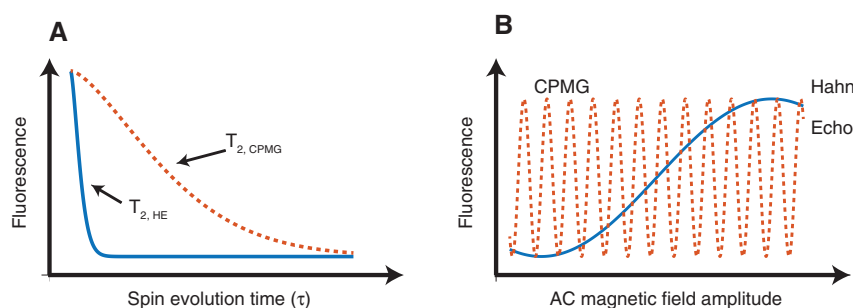 A
Fluorescence
T2, CPMG
T2, HE
Spin evolution time (τ)
B
Fluorescence
CPMG
Hahn
Echo
AC magnetic field amplitude